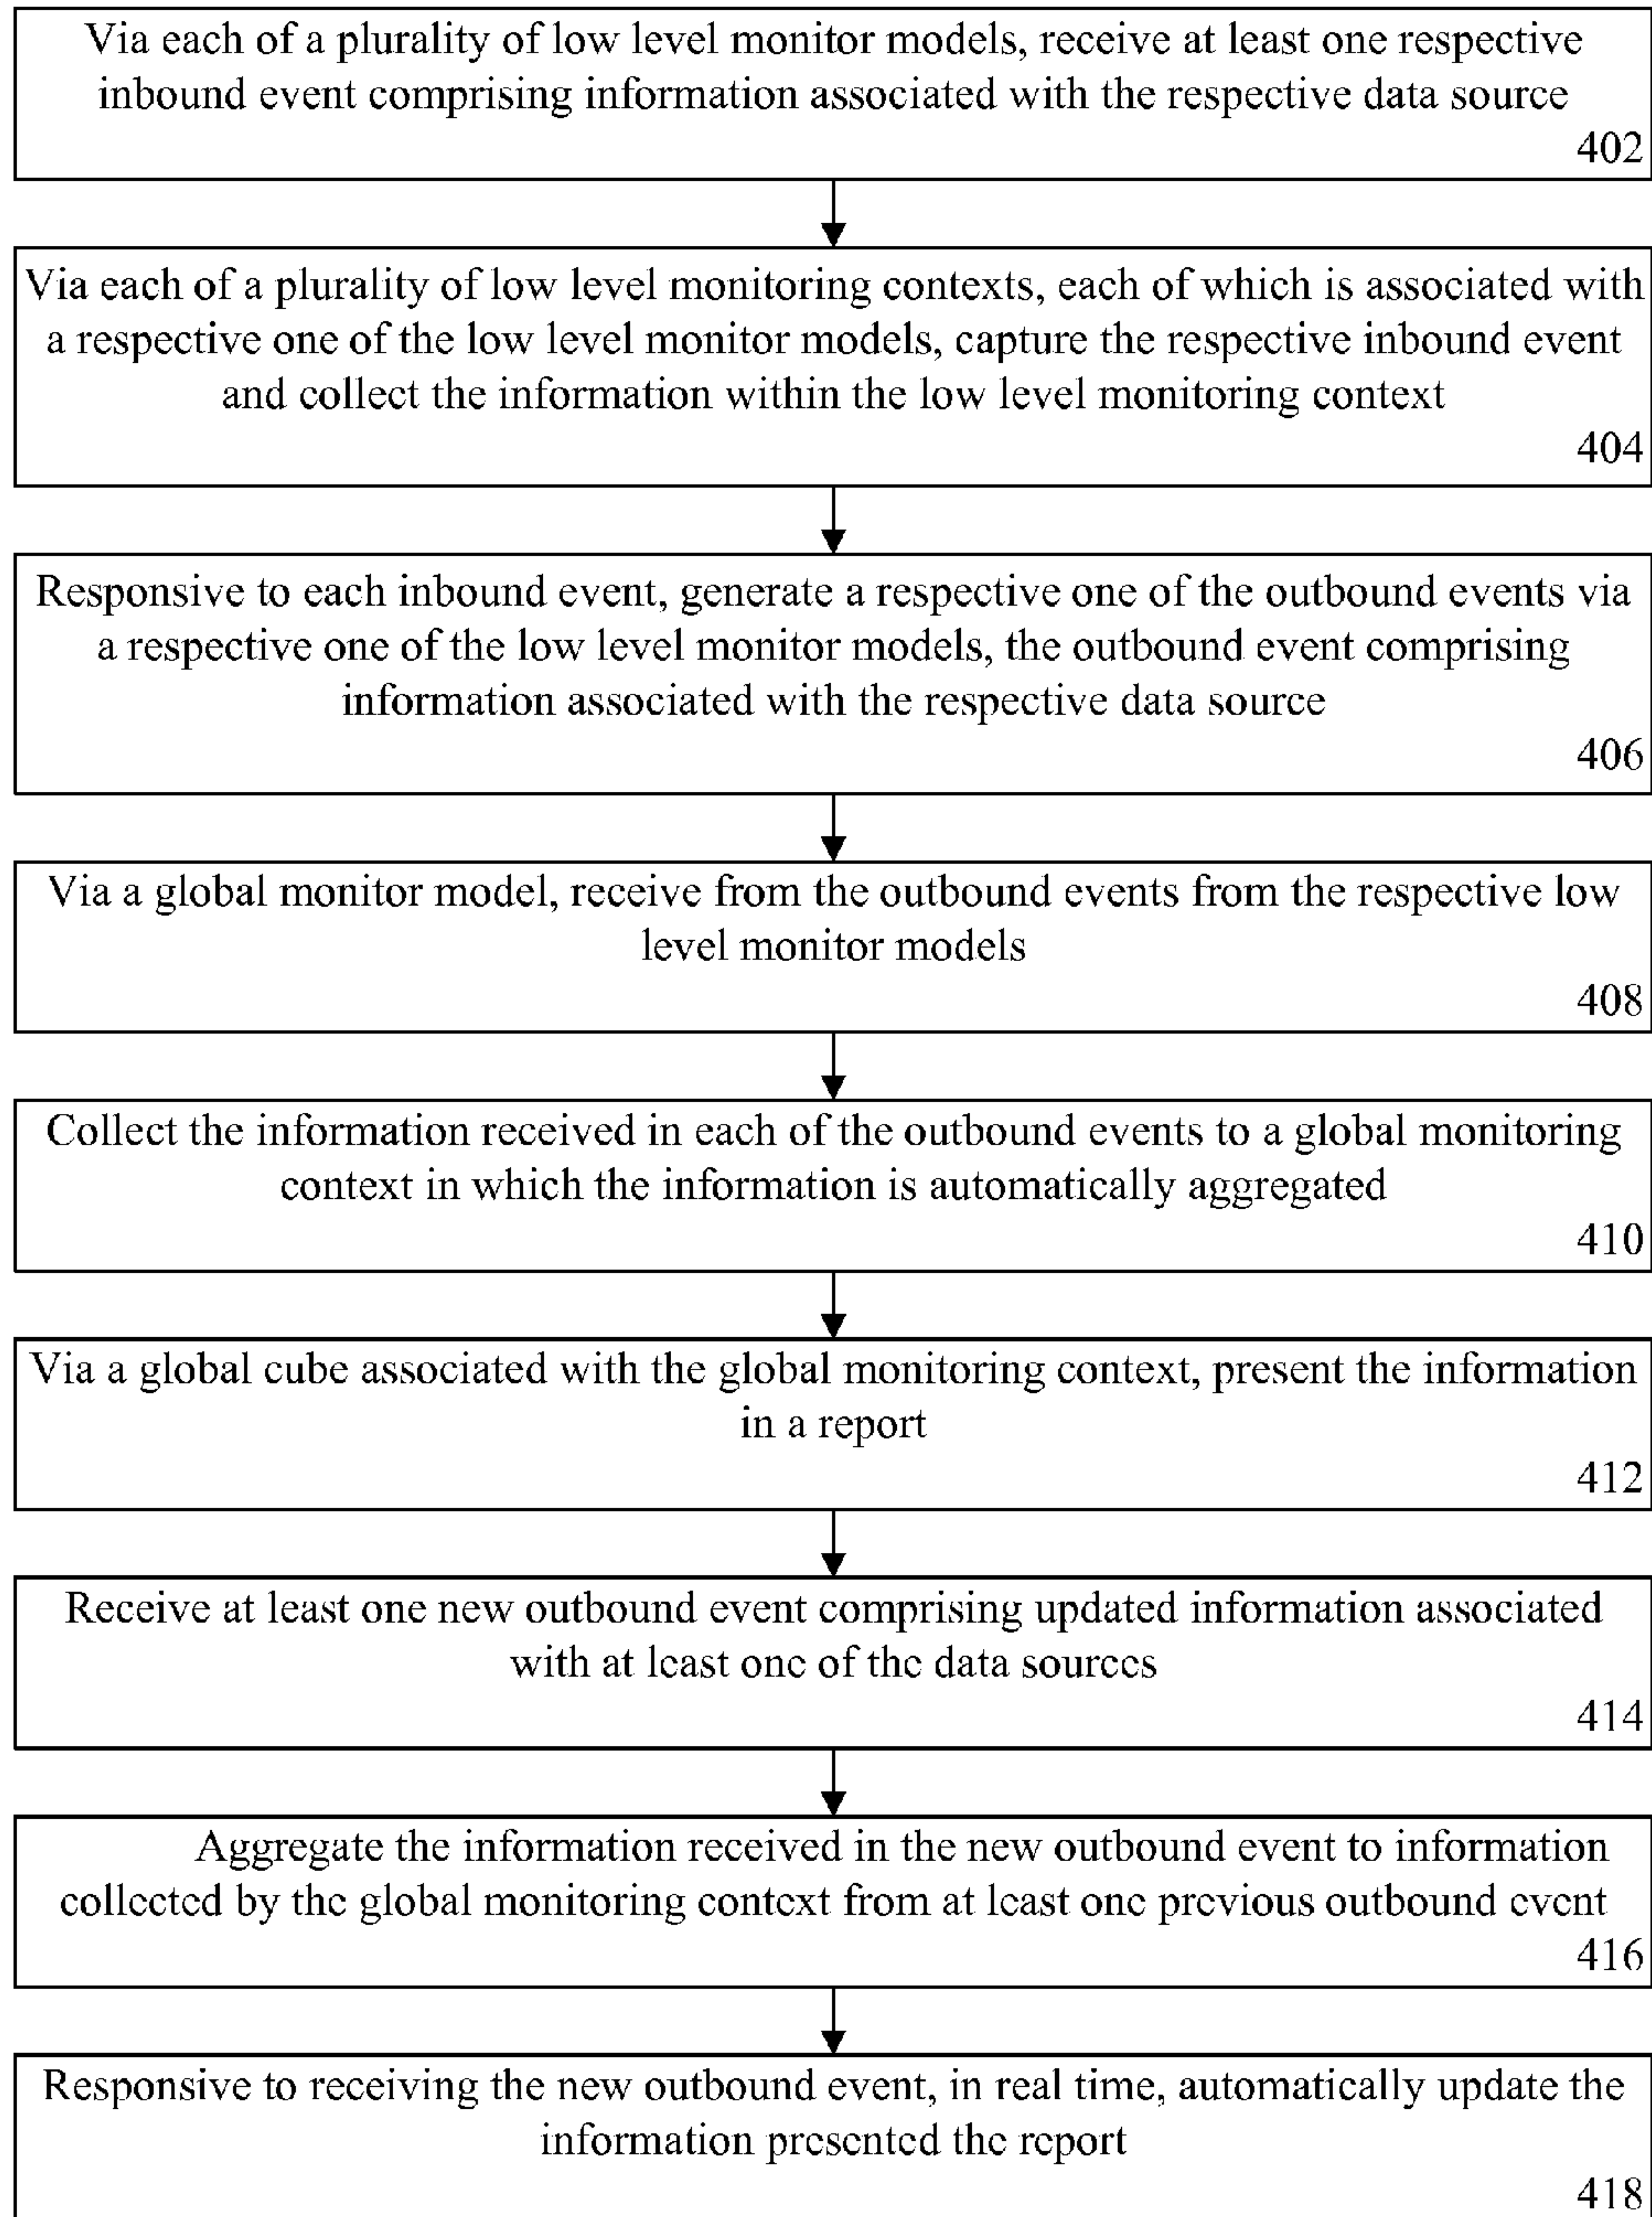 Via each of a plurality of low level monitor models, receive at least one respective
inbound event comprising information associated with the respective data source
402
Via each of a plurality of low level monitoring contexts, each of which is associated with
a respective one of the low level monitor models, capture the respective inbound event
and collect the information within the low level monitoring context
404
Responsive to each inbound event, generate a respective one of the outbound events via
a respective one of the low level monitor models, the outbound event comprising
information associated with the respective data source
406
Via a global monitor model, receive from the outbound events from the respective low
level monitor models
408
Collect the information received in each of the outbound events to a global monitoring
context in which the information is automatically aggregated
410
Via a global cube associated with the global monitoring context, present the information
in a report
412
Receive at least one new outbound event comprising updated information associated
with at least one of the data sources
414
Aggregate the information received in the new outbound event to information
collected by the global monitoring context from at least one previous outbound event
416
Responsive to receiving the new outbound event, in real time, automatically update the
information presented the report
418